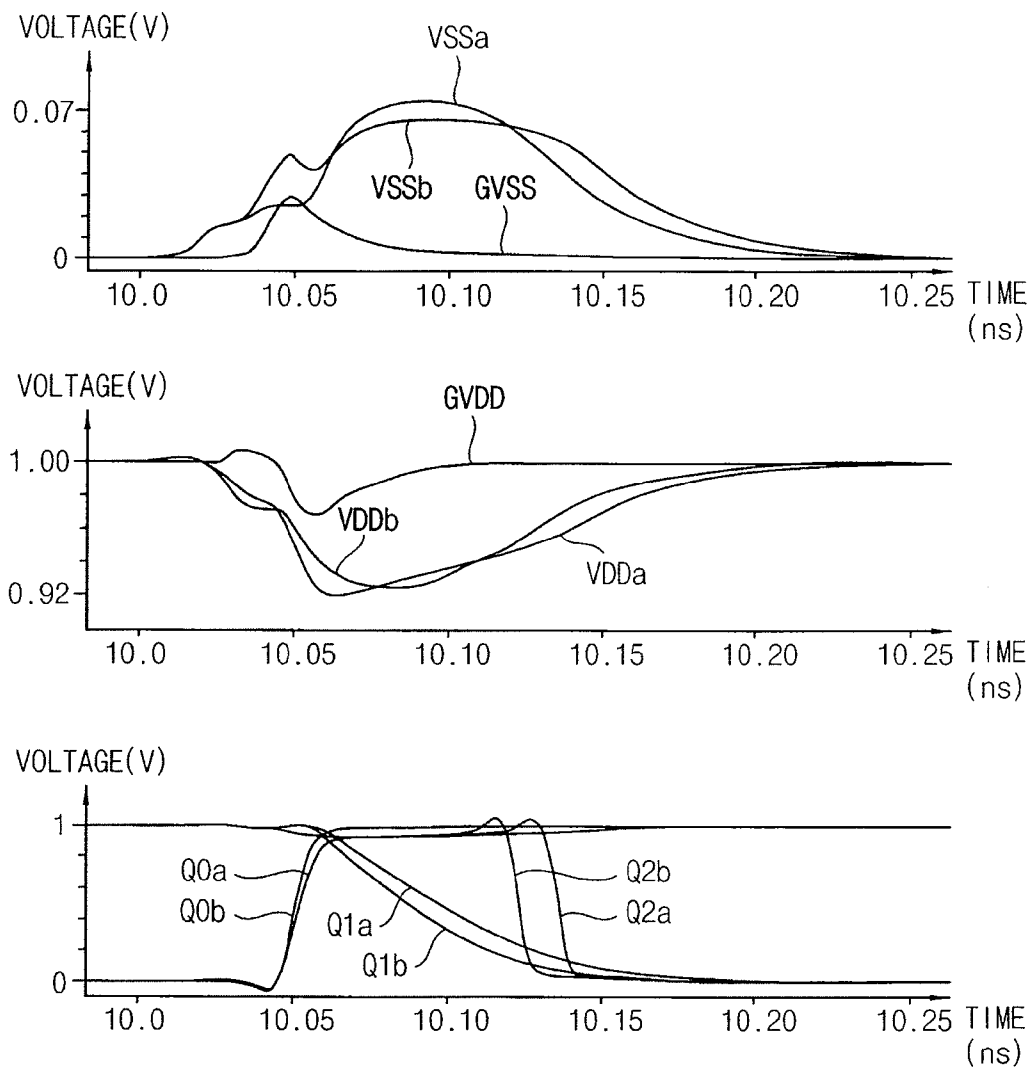 VOLTAGE(V)
VSSa
0.07
VSSb GVSS
0
10.0 10.05 10.10 10.15 10.20 10.25 TIME
(ns)
VOLTAGE(V)
GVDD
1.00
VDDb
VDDa
0.92
10.0 10.05 10.10 10.15 10.20 10.25 TIME
(ns)
VOLTAGE(V)
1
Q0a Q2b
Q0b Q1a Q2a
Q1b
0
10.0 10.05 10.10 10.15 10.20 10.25 TIME
(ns)